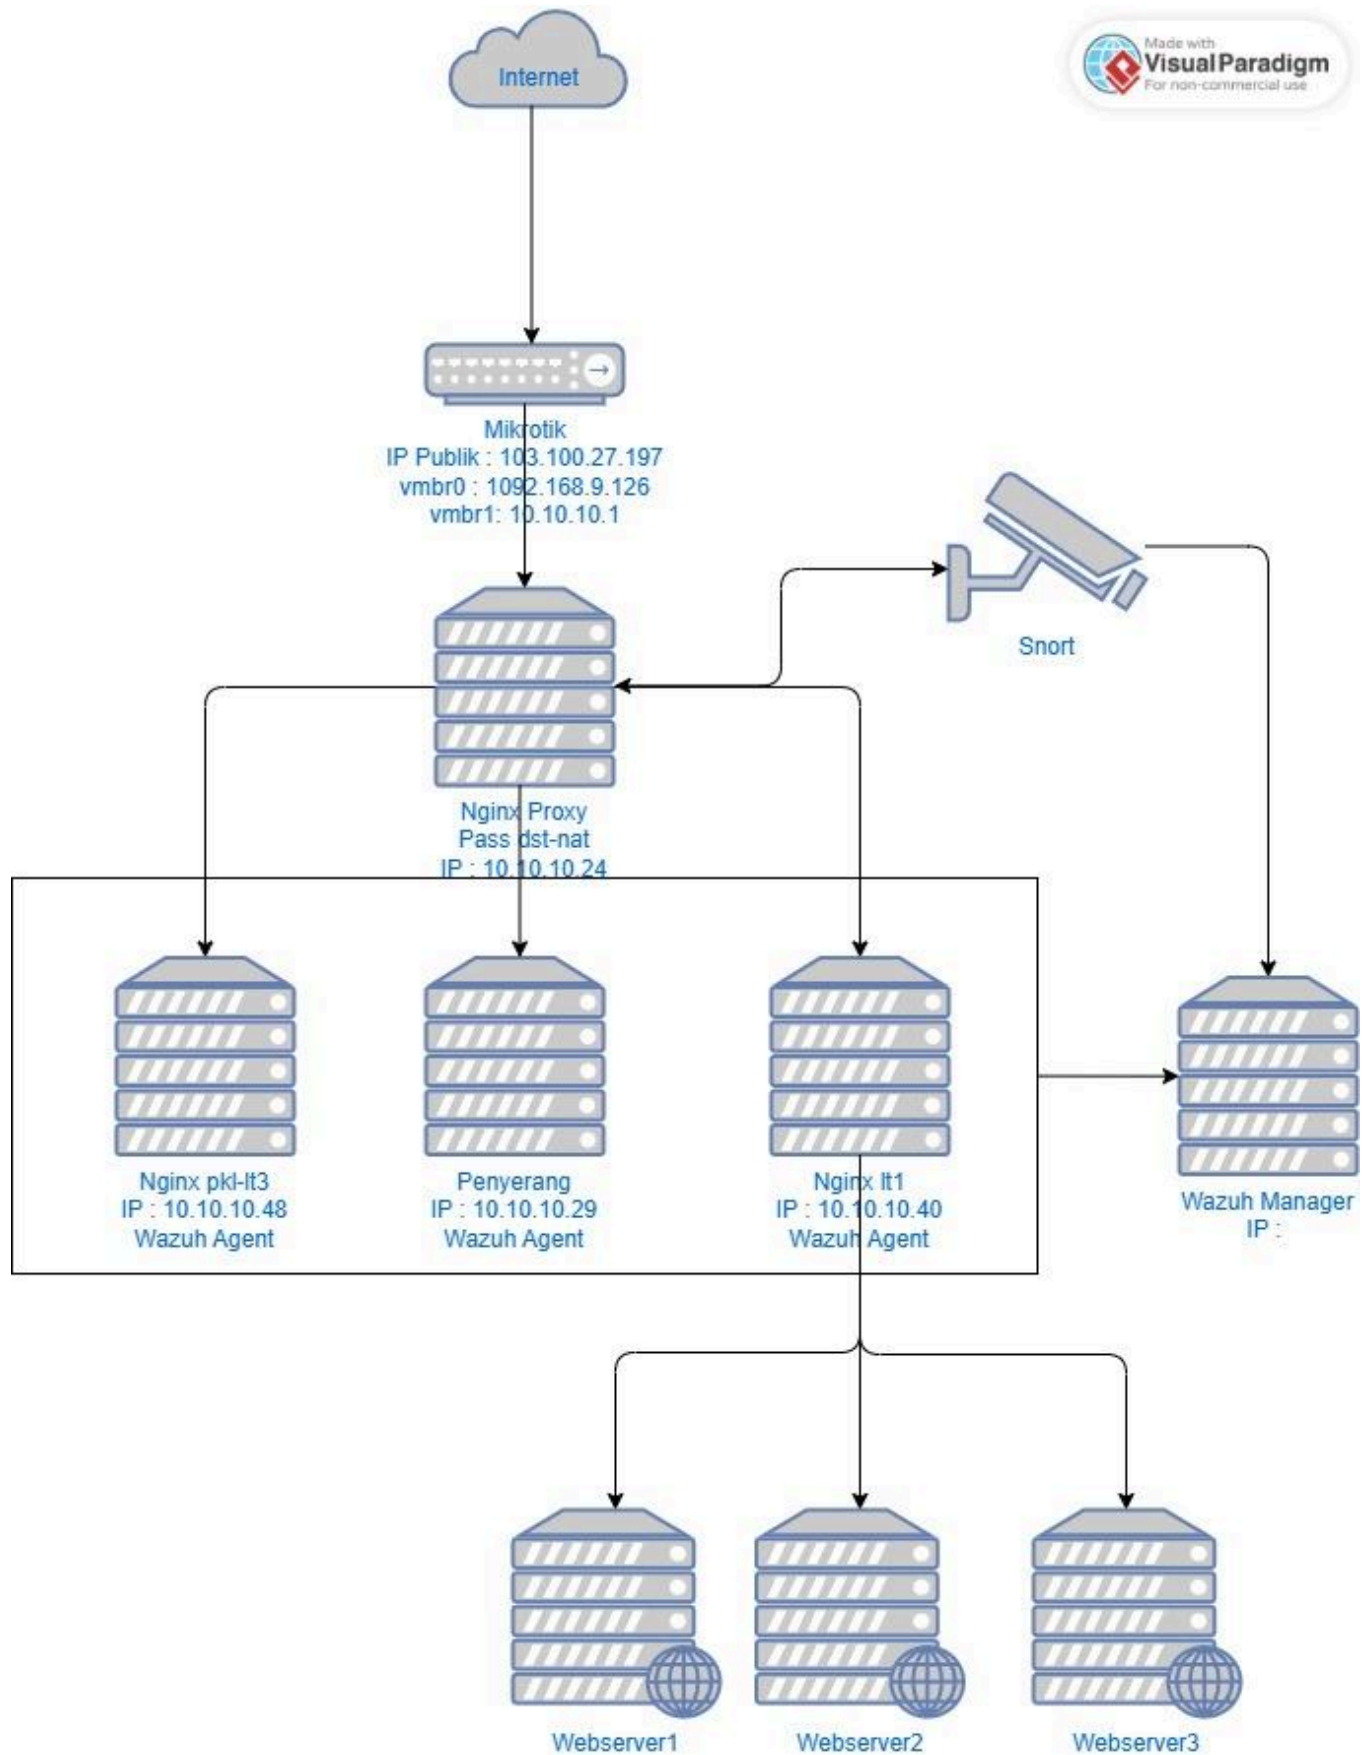 Internet
Made with
Visual Paradigm
For non-commercial use
Mikrotik
IP Publik : 103.100.27.197
vmbr0 : 1092.168.9.126
vmbr1: 10.10.10.1
Snort
Nginx Proxy
Pass dst-nat
IP : 10.10.10.24
Nginx pkl-lt3
IP : 10.10.10.48
Wazuh Agent
Penyerang
IP : 10.10.10.29
Wazuh Agent
Nginx lt1
IP : 10.10.10.40
Wazuh Agent
Wazuh Manager
IP :
Webserver1
Webserver2
Webserver3